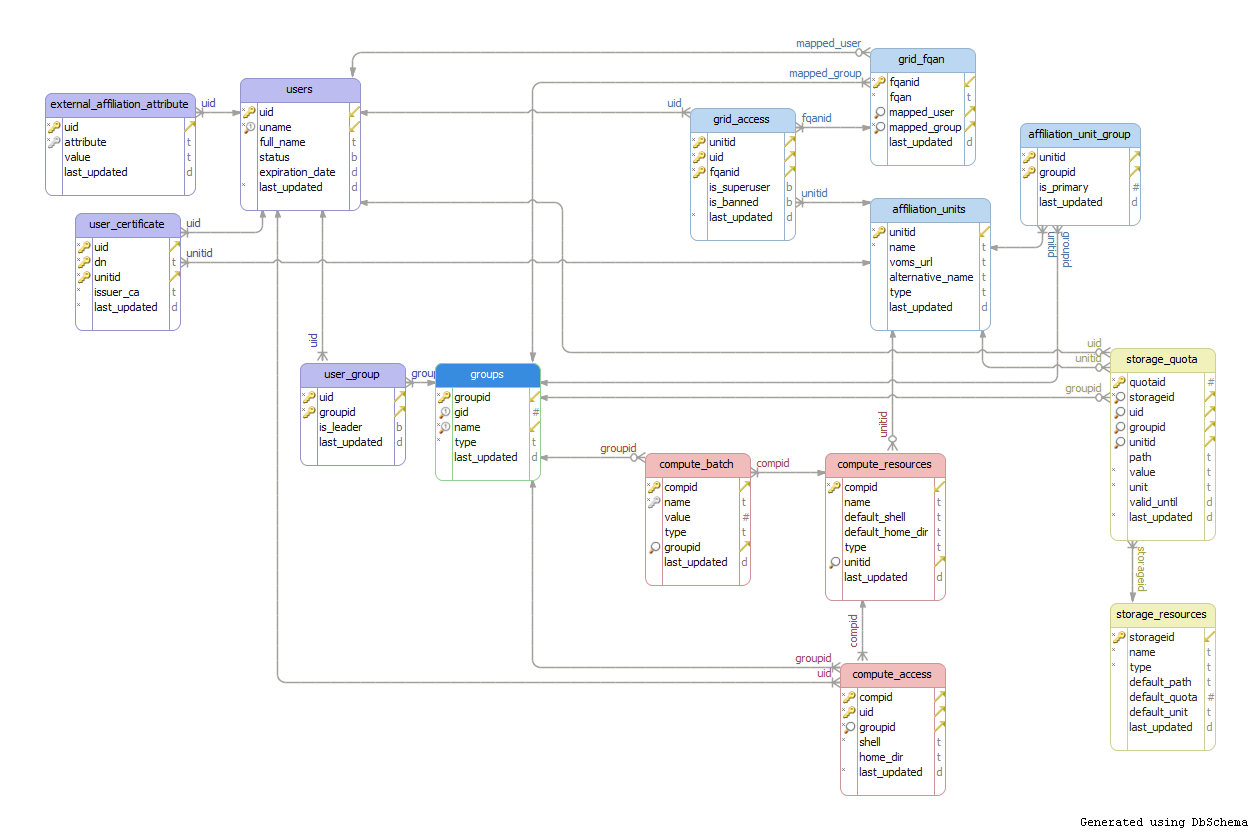 external_affiliation_attribute
uid
attribute
value
last_updated
uid
users
uid
uname
full_name
status
expiration_date
last_updated
user_certificate
uid
dn
unitid
issuer_ca
last_updated
uid
unitid
mapped_user
mapped_group
grid_fqan
fqanid
fqan
mapped_user
mapped_group
last_updated
uid
grid_access
unitid
uid
fqanid
is_superuser
is_banned
last_updated
fqanid
unitid
affiliation_unit_group
unitid
groupid
is_primary
last_updated
unitid
groupid
affiliation_units
unitid
name
voms_url
alternative_name
type
last_updated
uid
user_group
uid
groupid
is_leader
last_updated
group
groups
groupid
gid
name
type
last_updated
uid
unitid
groupid
storage_quota
quotaid
storageid
uid
groupid
unitid
path
value
unit
valid_until
last_updated
storageid
storage_resources
storageid
name
type
default_path
default_quota
default_unit
last_updated
groupid
compute_batch
compid
name
value
type
groupid
last_updated
compid
unitid
compute_resources
compid
name
default_shell
default_home_dir
type
unitid
last_updated
compid
groupid
uid
compute_access
compid
uid
groupid
shell
home_dir
last_updated
Generated using DbSchema